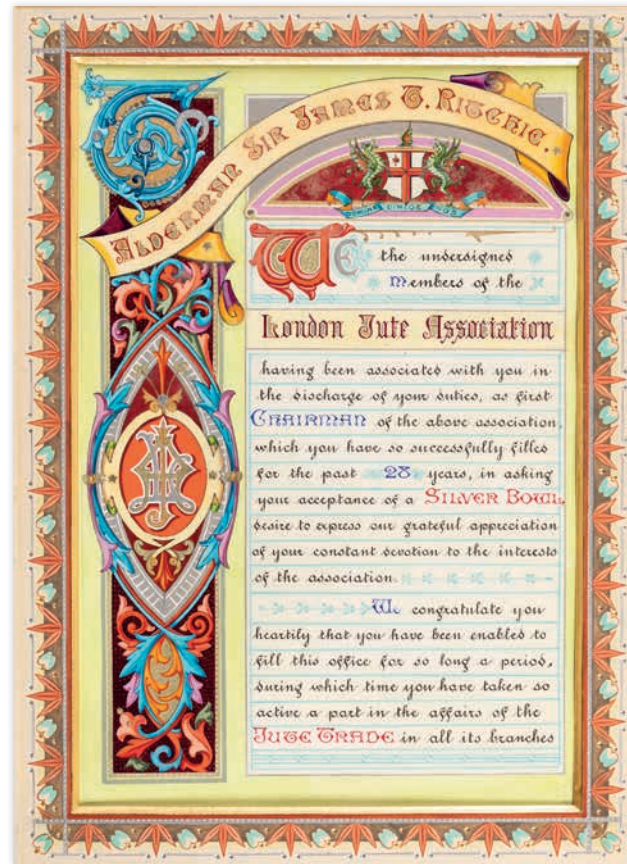 ALDERMAN SIR JAMES T. RITCHIE.
DOMINE DIRIGE NOS
WE the undersigned
Members of the
London Jute Association
having been associated with you in
the discharge of your duties, as first
CHAIRMAN of the above association,
which you have so successfully filled
for the past 28 years, in asking
your acceptance of a SILVER BOWL,
desire to express our grateful appreciation
of your constant devotion to the interests
of the association.
We congratulate you
heartily that you have been enabled to
fill this office for so long a period,
during which time you have taken so
active a part in the affairs of the
JUTE TRADE in all its branches